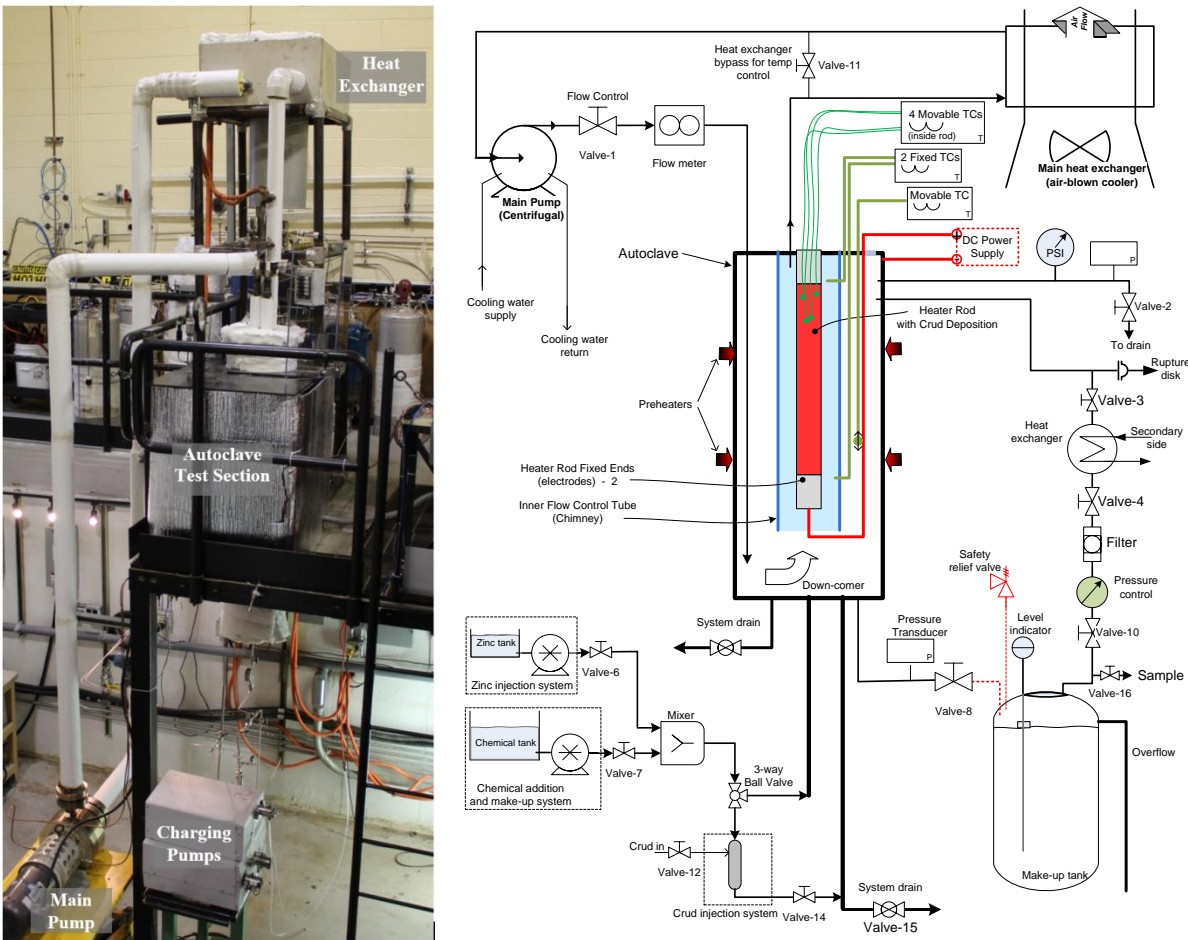 Heat
Exchanger
Autoclave
Test Section
Charging
Pumps
Main
Pump
Air
Flow
Heat exchanger
bypass for temp
control
Valve-11
Flow Control
Valve-1
Flow meter
Main Pump
(Centrifugal)
4 Movable TCs
(inside rod)
T
2 Fixed TCs
T
Movable TC
T
Main heat exchanger
(air-blown cooler)
Autoclave
DC Power
Supply
PSI
P
Cooling water
supply
Cooling water
return
Heater Rod
with Crud Deposition
Valve-2
To drain
Rupture
disk
Preheaters
Valve-3
Heat
exchanger
Secondary
side
Heater Rod Fixed Ends
(electrodes) - 2
Inner Flow Control Tube
(Chimney)
Valve-4
Filter
Safety
relief valve
Down-comer
Pressure
control
System drain
Pressure
Transducer
P
Level
indicator
Valve-10
Zinc tank
Valve-6
Zinc injection system
Valve-8
Valve-16
Sample
Mixer
Chemical tank
Valve-7
Chemical addition
and make-up system
3-way
Ball Valve
Overflow
Crud in
Valve-12
Make-up tank
Crud injection system
Valve-14
System drain
Valve-15